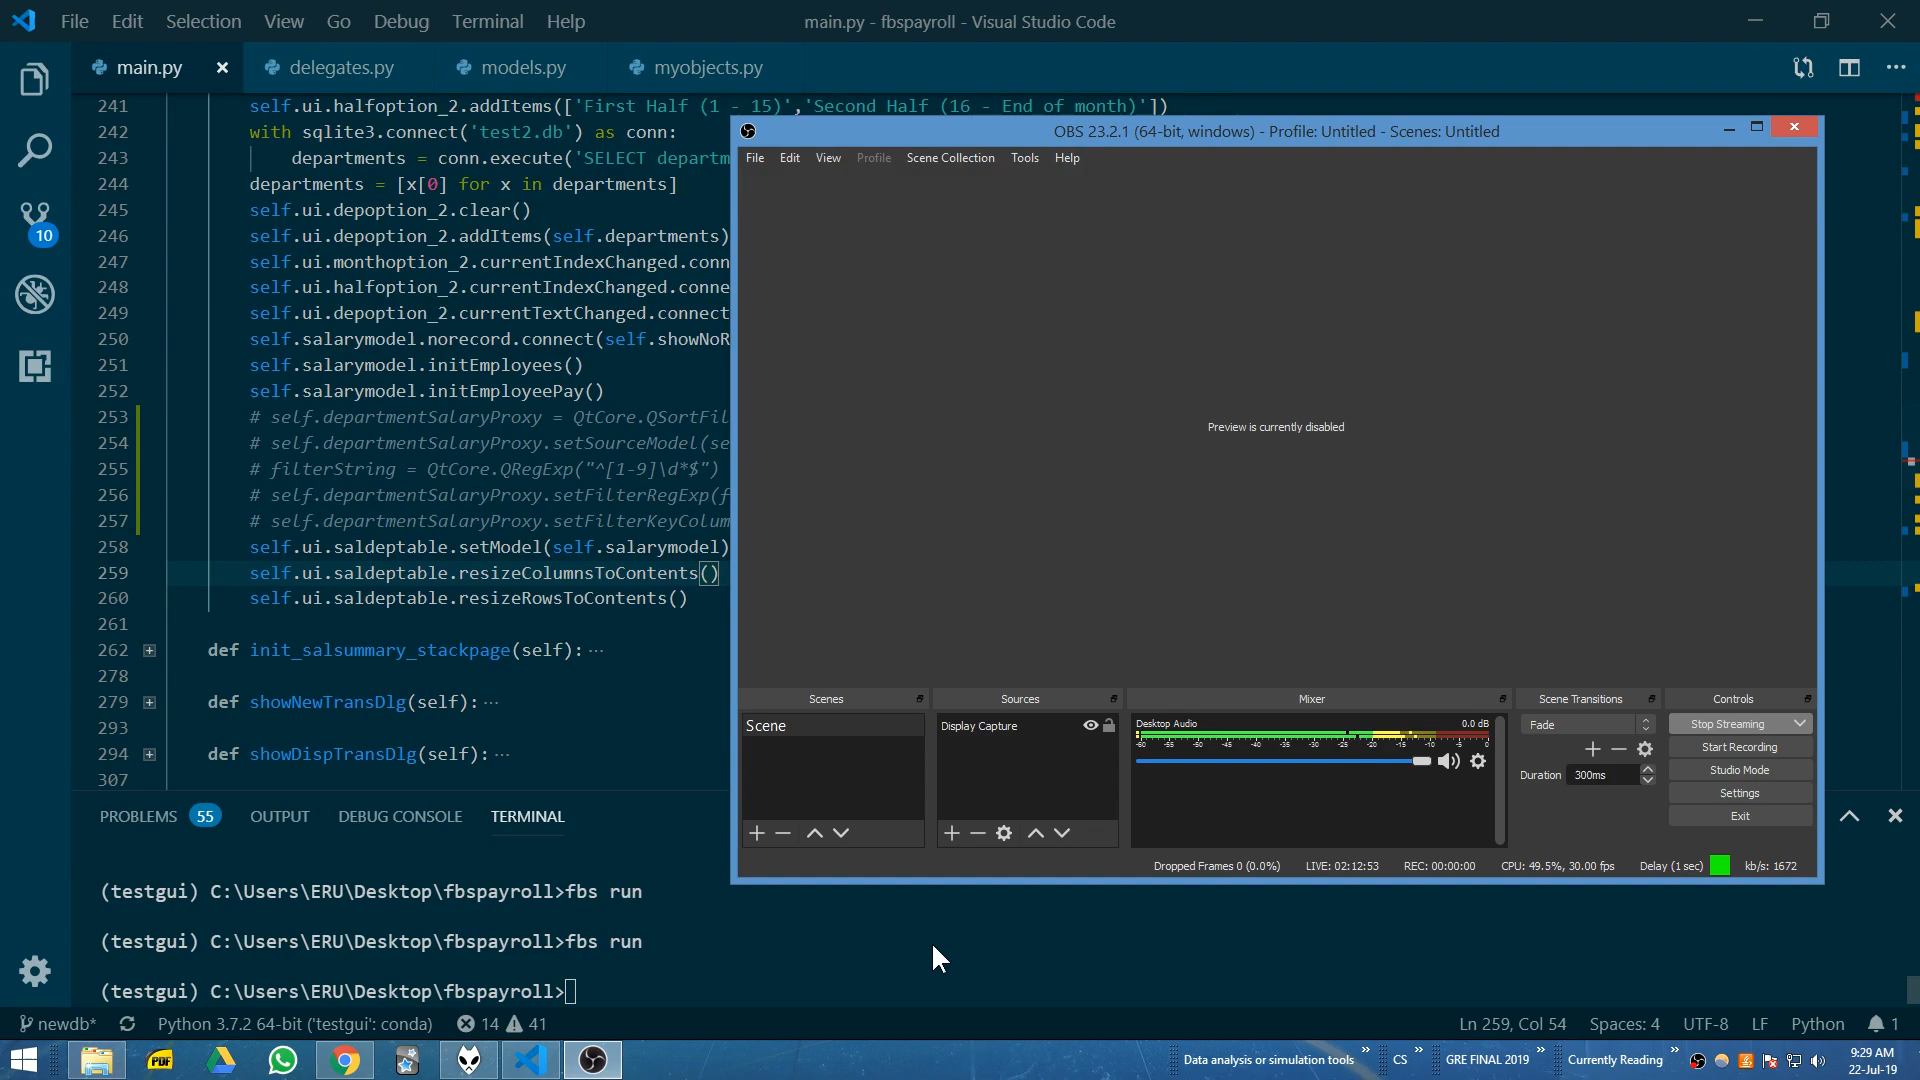 File Edit Selection View Go Debug Terminal Help
main.py - fbspayroll - Visual Studio Code
main.py
delegates.py
models.py
myobjects.py
241 self.ui.halfoption_2.addItems(['First Half (1 - 15)','Second Half (16 - End of month)'])
242 with sqlite3.connect('test2.db') as conn:
243 departments = conn.execute('SELECT departm
244 departments = [x[0] for x in departments]
245 self.ui.depoption_2.clear()
246 self.ui.depoption_2.addItems(self.departments)
247 self.ui.monthoption_2.currentIndexChanged.conn
248 self.ui.halfoption_2.currentIndexChanged.conne
249 self.ui.depoption_2.currentTextChanged.connect
250 self.salarymodel.norecord.connect(self.showNoR
251 self.salarymodel.initEmployees()
252 self.salarymodel.initEmployeePay()
253 # self.departmentSalaryProxy = QtCore.QSortFil
254 # self.departmentSalaryProxy.setSourceModel(se
255 # filterString = QtCore.QRegExp("^[1-9]\d*$")
256 # self.departmentSalaryProxy.setFilterRegExp(f
257 # self.departmentSalaryProxy.setFilterKeyColum
258 self.ui.saldeptable.setModel(self.salarymodel)
259 self.ui.saldeptable.resizeColumnsToContents()
260 self.ui.saldeptable.resizeRowsToContents()
261
262 def init_salsummary_stackpage(self):···
278
279 def showNewTransDlg(self):···
293
294 def showDispTransDlg(self):···
307
10
PROBLEMS 55 OUTPUT DEBUG CONSOLE TERMINAL
(testgui) C:\Users\ERU\Desktop\fbspayroll>fbs run
(testgui) C:\Users\ERU\Desktop\fbspayroll>fbs run
(testgui) C:\Users\ERU\Desktop\fbspayroll>
OBS 23.2.1 (64-bit, windows) - Profile: Untitled - Scenes: Untitled
File Edit View Profile Scene Collection Tools Help
Preview is currently disabled
Scenes Sources Mixer Scene Transitions Controls
Scene
Display Capture
Desktop Audio 0.0 dB
-60 -55 -50 -45 -40 -35 -30 -25 -20 -15 -10 -5 0
Fade
Duration 300ms
Stop Streaming
Start Recording
Studio Mode
Settings
Exit
Dropped Frames 0 (0.0%) LIVE: 02:12:53 REC: 00:00:00 CPU: 49.5%, 30.00 fps Delay (1 sec) kb/s: 1672
newdb* Python 3.7.2 64-bit ('testgui': conda) 14 41 Ln 259, Col 54 Spaces: 4 UTF-8 LF Python 1
PDF
Data analysis or simulation tools » CS » GRE FINAL 2019 » Currently Reading »
9:29 AM
22-Jul-19